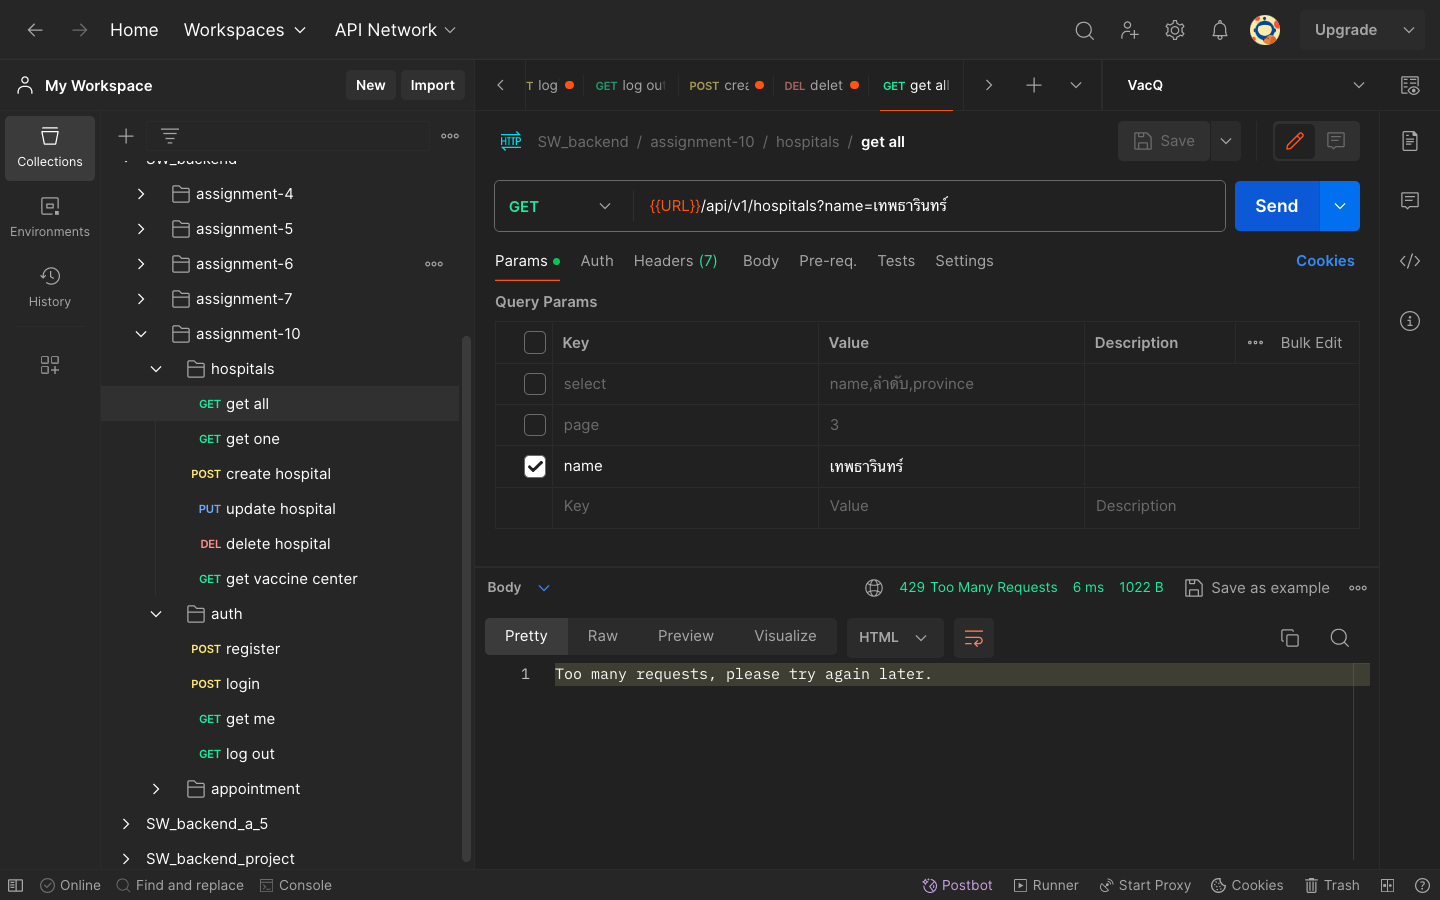 Home
Workspaces
API Network
Upgrade
My Workspace
New
Import
T log
GET log out
POST crea
DEL delet
GET get all
VacQ
Collections
Environments
History
SW_backend
assignment-4
assignment-5
assignment-6
assignment-7
assignment-10
hospitals
GET get all
GET get one
POST create hospital
PUT update hospital
DEL delete hospital
GET get vaccine center
auth
POST register
POST login
GET get me
GET log out
appointment
SW_backend_a_5
SW_backend_project
HTTP SW_backend / assignment-10 / hospitals / get all
Save
GET
{{URL}}/api/v1/hospitals?name=เทพธารินทร์
Send
Params
Auth
Headers (7)
Body
Pre-req.
Tests
Settings
Cookies
Query Params
Key Value Description Bulk Edit
select name,ลำดับ,province
page 3
name เทพธารินทร์
Key Value Description
Body
429 Too Many Requests 6 ms 1022 B
Save as example
Pretty
Raw
Preview
Visualize
HTML
1 Too many requests, please try again later.
Online
Find and replace
Console
Postbot
Runner
Start Proxy
Cookies
Trash